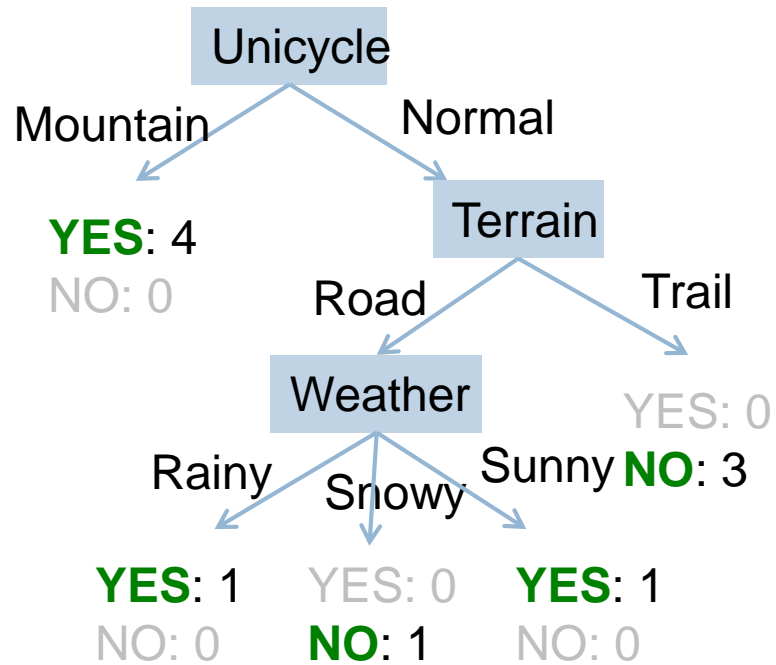 Unicycle
Mountain
Normal
YES: 4
NO: 0
Terrain
Road
Trail
Weather
YES: 0
NO: 3
Rainy
Snowy
Sunny
YES: 1
NO: 0
YES: 0
NO: 1
YES: 1
NO: 0